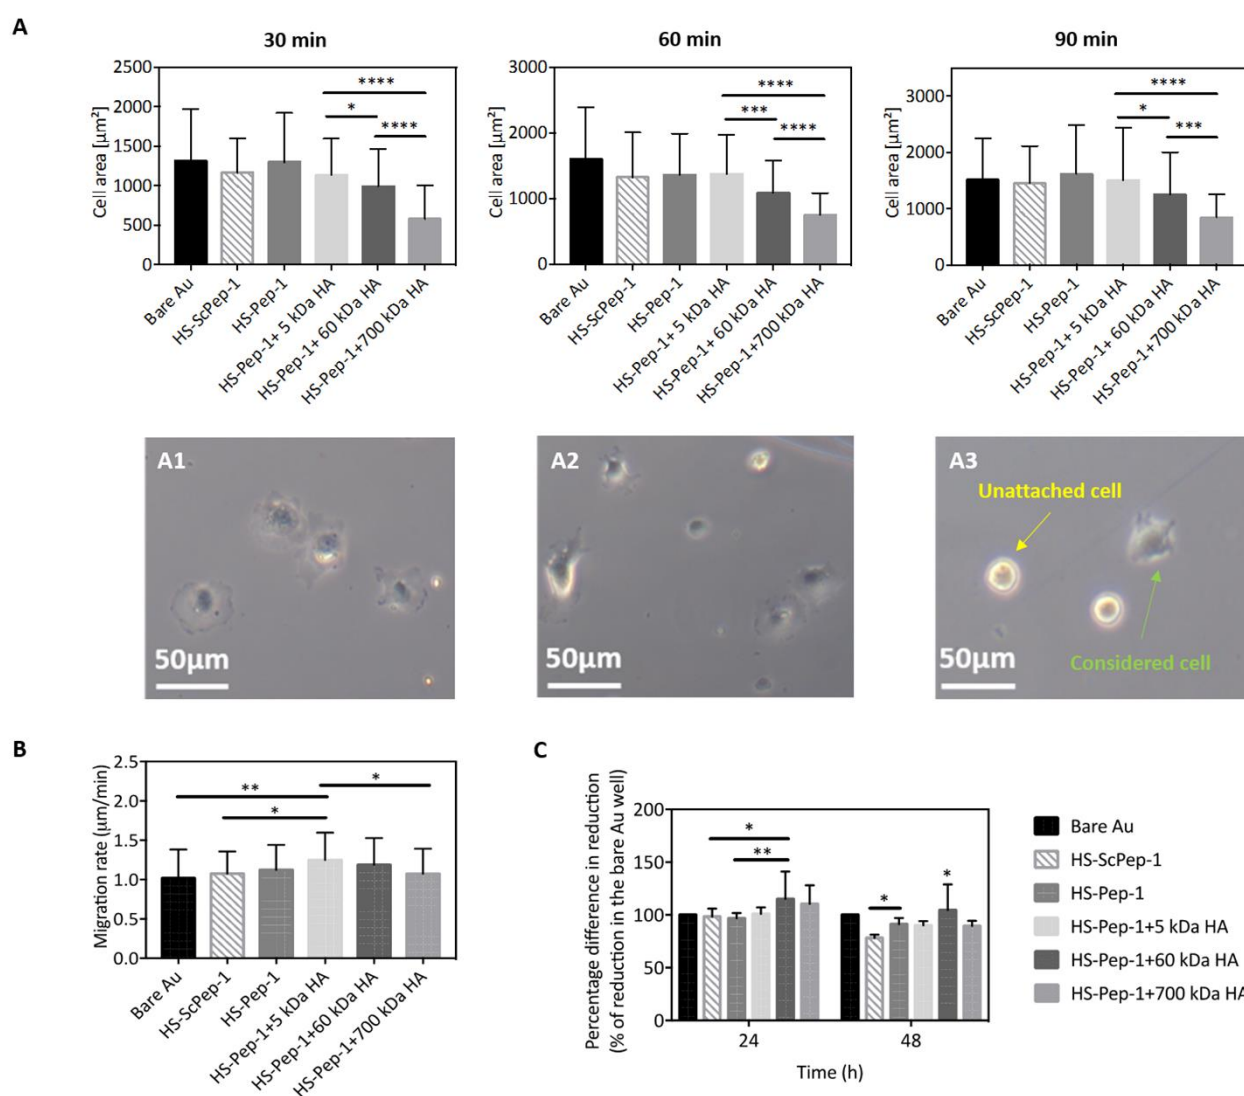 A
30 min
60 min
90 min
Cell area [μm²]
2500
2000
1500
1000
500
0
****
*
****
Bare Au
HS-ScPep-1
HS-Pep-1
HS-Pep-1+ 5 kDa HA
HS-Pep-1+ 60 kDa HA
HS-Pep-1+700 kDa HA
Cell area [μm²]
3000
2000
1000
0
****
***
****
Bare Au
HS-ScPep-1
HS-Pep-1
HS-Pep-1+ 5 kDa HA
HS-Pep-1+ 60 kDa HA
HS-Pep-1+700 kDa HA
Cell area [μm²]
3000
2000
1000
0
****
*
***
Bare Au
HS-ScPep-1
HS-Pep-1
HS-Pep-1+ 5 kDa HA
HS-Pep-1+ 60 kDa HA
HS-Pep-1+700 kDa HA
A1
50μm
A2
50μm
A3
Unattached cell
Considered cell
50μm
B
Migration rate (μm/min)
2.5
2.0
1.5
1.0
0.5
0.0
**
*
*
Bare Au
HS-ScPep-1
HS-Pep-1
HS-Pep-1+5 kDa HA
HS-Pep-1+60 kDa HA
HS-Pep-1+700 kDa HA
C
Percentage difference in reduction
(% of reduction in the bare Au well)
200
150
100
50
0
*
**
*
*
24
48
Time (h)
Bare Au
HS-ScPep-1
HS-Pep-1
HS-Pep-1+5 kDa HA
HS-Pep-1+60 kDa HA
HS-Pep-1+700 kDa HA